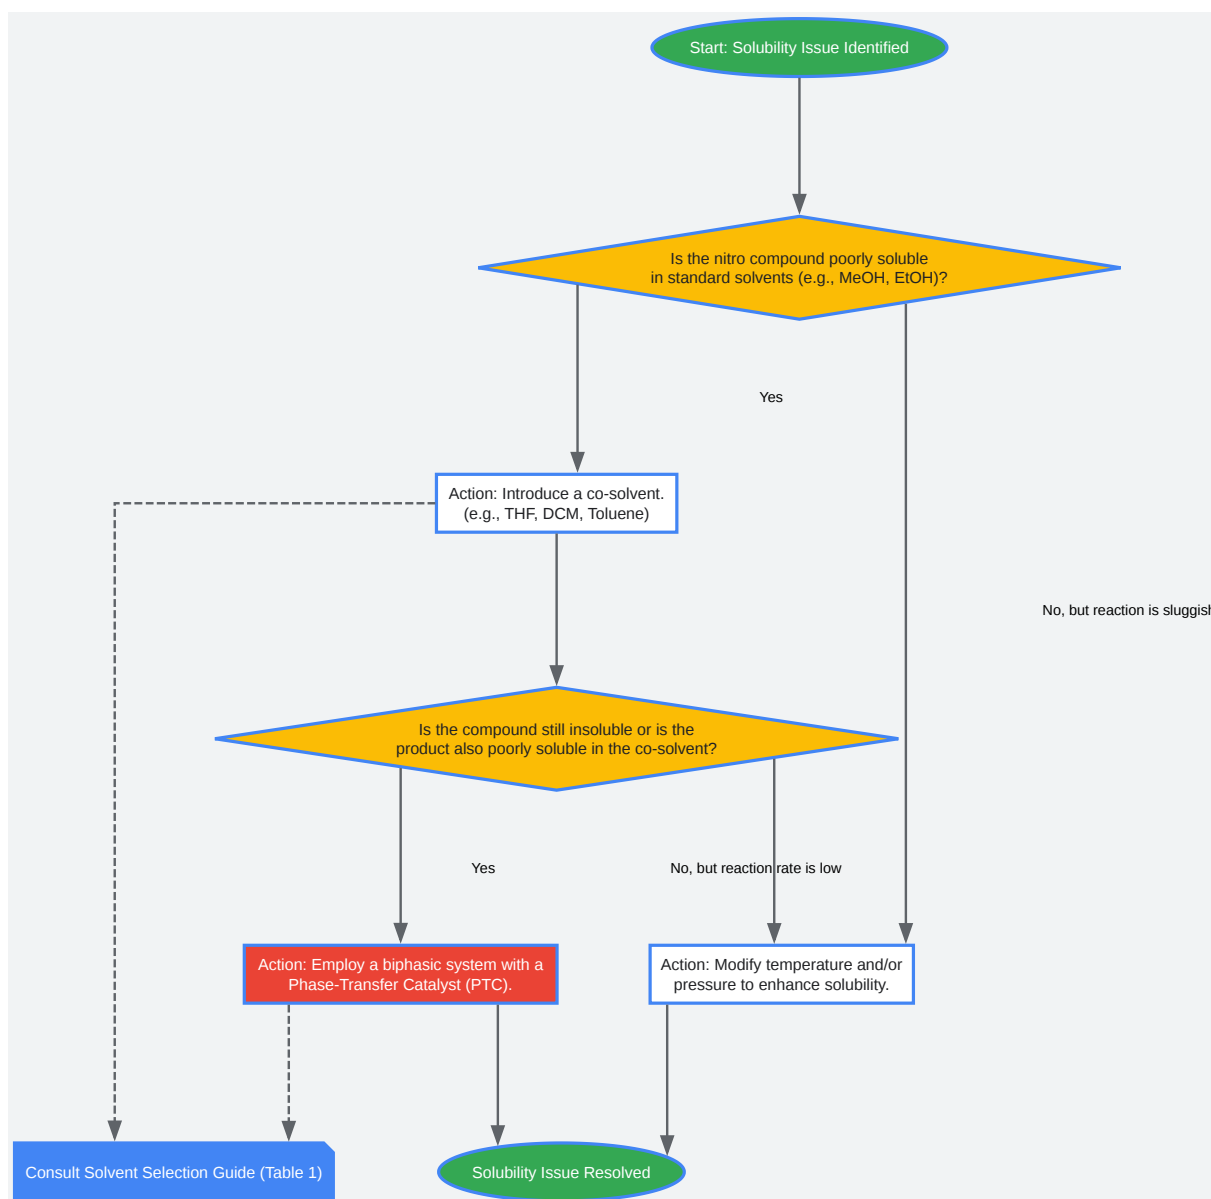 Start: Solubility Issue Identified
Is the nitro compound poorly soluble
in standard solvents (e.g., MeOH, EtOH)?
Yes
Action: Introduce a co-solvent.
(e.g., THF, DCM, Toluene)
No, but reaction is sluggish
Is the compound still insoluble or is the
product also poorly soluble in the co-solvent?
Yes
No, but reaction rate is low
Action: Employ a biphasic system with a
Phase-Transfer Catalyst (PTC).
Action: Modify temperature and/or
pressure to enhance solubility.
Consult Solvent Selection Guide (Table 1)
Solubility Issue Resolved